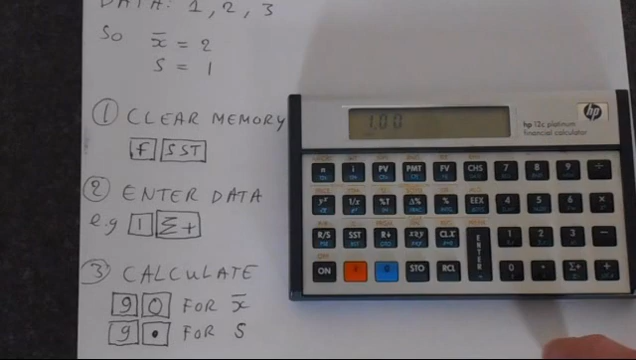 DATA: 1, 2, 3
So x̄ = 2
S = 1
① CLEAR MEMORY
f SST
② ENTER DATA
e.g 1 Σ+
③ CALCULATE
g 0 FOR x̄
g • FOR S
1.00
hp
hp 12c platinum
financial calculator
n i PV PMT FV CHS 7 8 9 ÷
yˣ 1/x %T Δ% % EEX 4 5 6 ×
R/S SST R↓ x≷y CLX ENTER 1 2 3 −
ON f g STO RCL 0 • Σ+ +